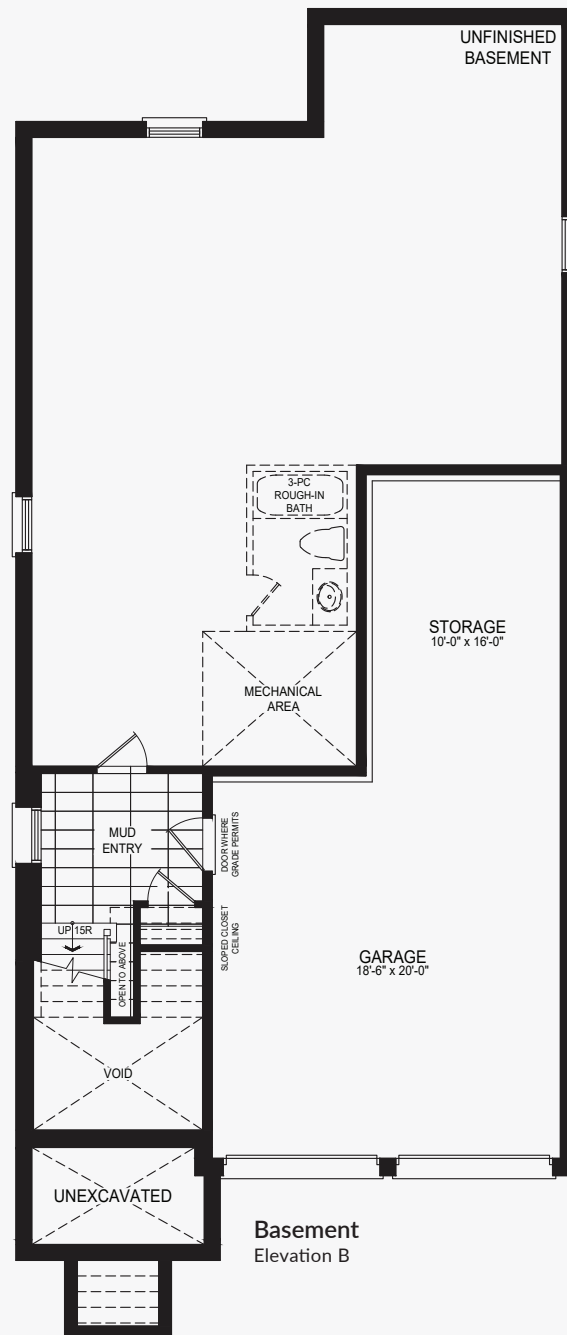 UNFINISHED
BASEMENT
3-PC
ROUGH-IN
BATH
STORAGE
10'-0" x 16'-0"
MECHANICAL
AREA
MUD
ENTRY
DOOR WHERE
GRADE PERMITS
UP 15R
OPEN TO ABOVE
SLOPED CLOSET
CEILING
GARAGE
18'-6" x 20'-0"
VOID
UNEXCAVATED
Basement
Elevation B